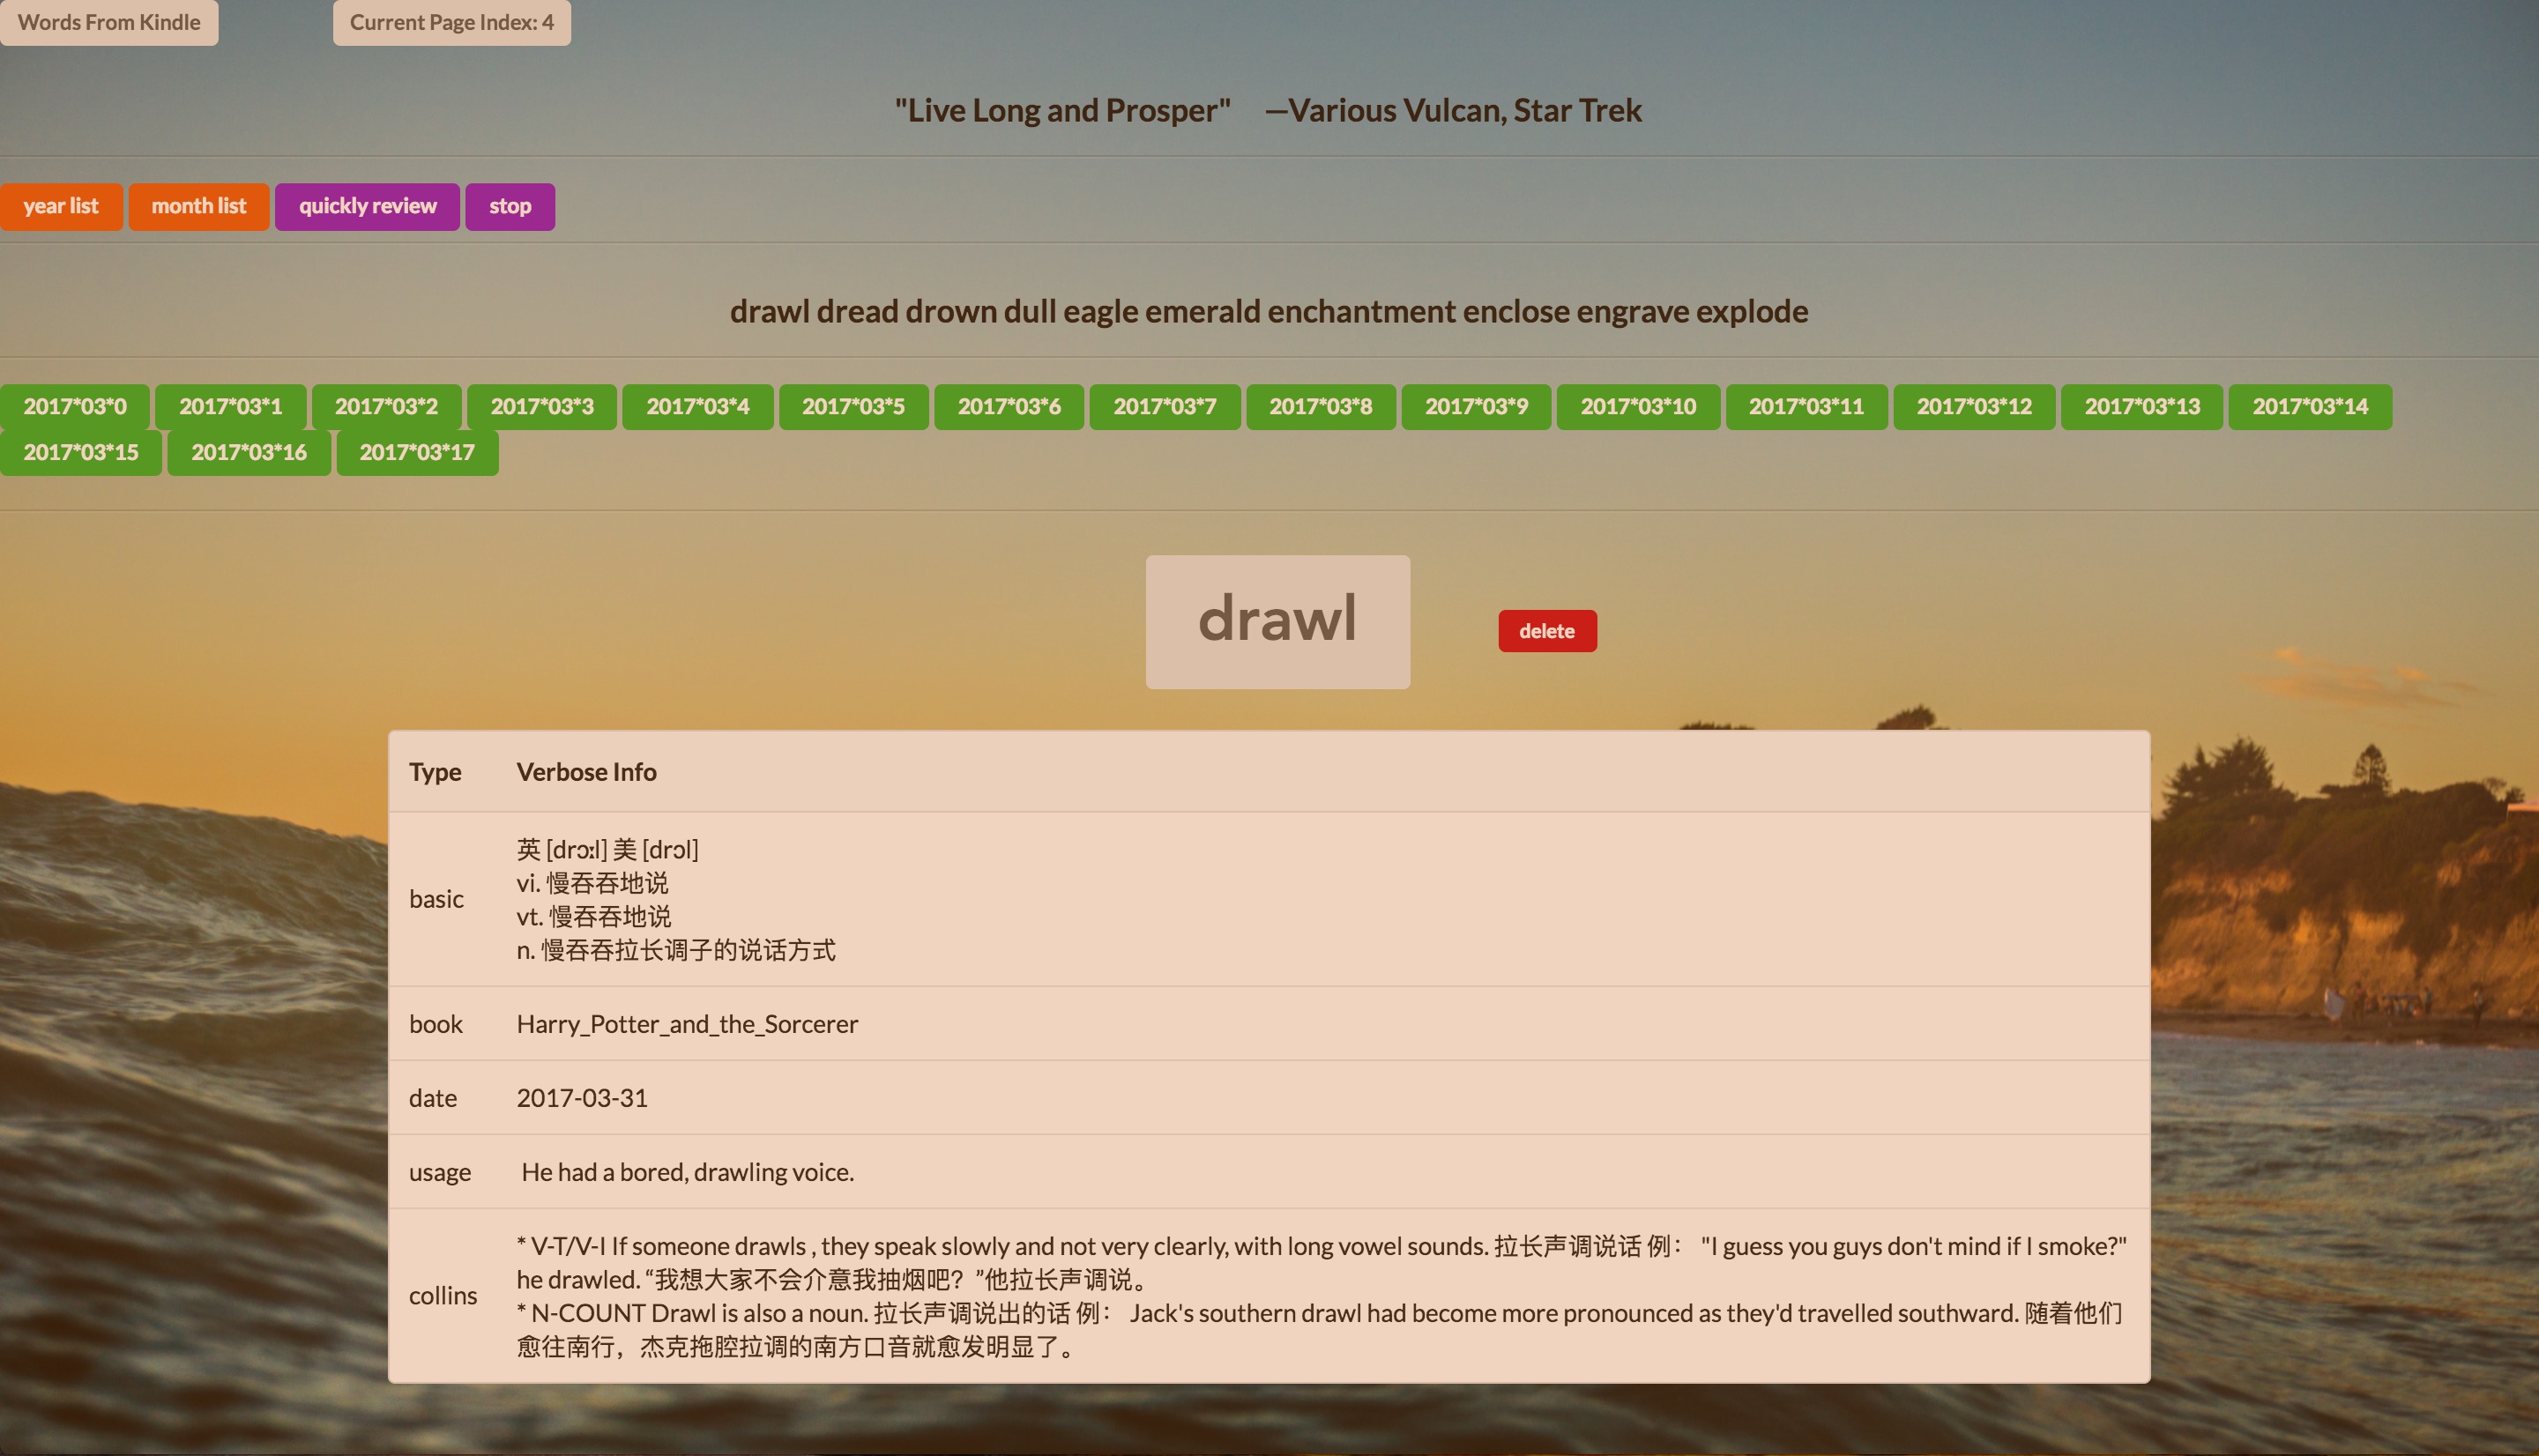 Words From Kindle
Current Page Index: 4
"Live Long and Prosper" —Various Vulcan, Star Trek
year list month list quickly review stop
drawl dread drown dull eagle emerald enchantment enclose engrave explode
2017*03*0 2017*03*1 2017*03*2 2017*03*3 2017*03*4 2017*03*5 2017*03*6 2017*03*7 2017*03*8 2017*03*9 2017*03*10 2017*03*11 2017*03*12 2017*03*13 2017*03*14
2017*03*15 2017*03*16 2017*03*17
drawl
delete
Type Verbose Info
basic
英 [drɔːl] 美 [drɔl]
vi. 慢吞吞地说
vt. 慢吞吞地说
n. 慢吞吞拉长调子的说话方式
book Harry_Potter_and_the_Sorcerer
date 2017-03-31
usage He had a bored, drawling voice.
collins
* V-T/V-I If someone drawls , they speak slowly and not very clearly, with long vowel sounds. 拉长声调说话 例： "I guess you guys don't mind if I smoke?"
he drawled. “我想大家不会介意我抽烟吧？”他拉长声调说。
* N-COUNT Drawl is also a noun. 拉长声调说出的话 例： Jack's southern drawl had become more pronounced as they'd travelled southward. 随着他们
愈往南行，杰克拖腔拉调的南方口音就愈发明显了。